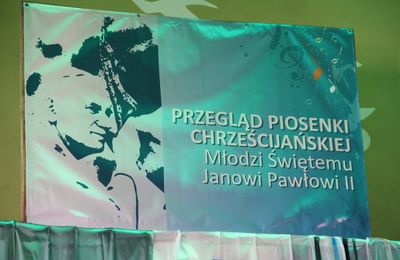 PRZEGLĄD PIOSENKI
CHRZEŚCIJAŃSKIEJ
Młodzi Świętemu
Janowi Pawłowi II